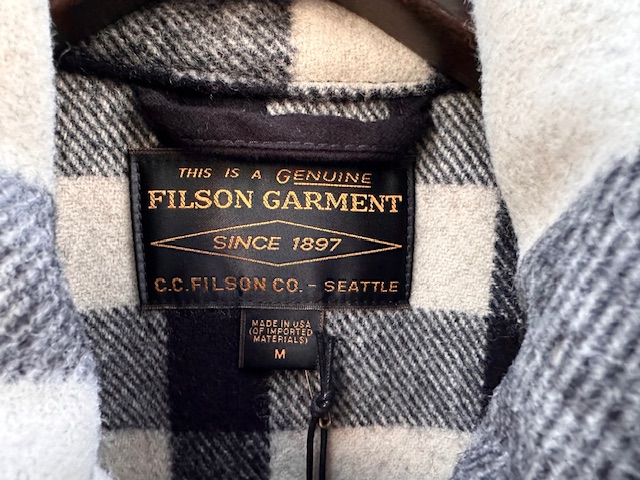 THIS IS A GENUINE
FILSON GARMENT
SINCE 1897
C.C.FILSON CO. - SEATTLE
MADE IN USA
(OF IMPORTED
MATERIALS)
M